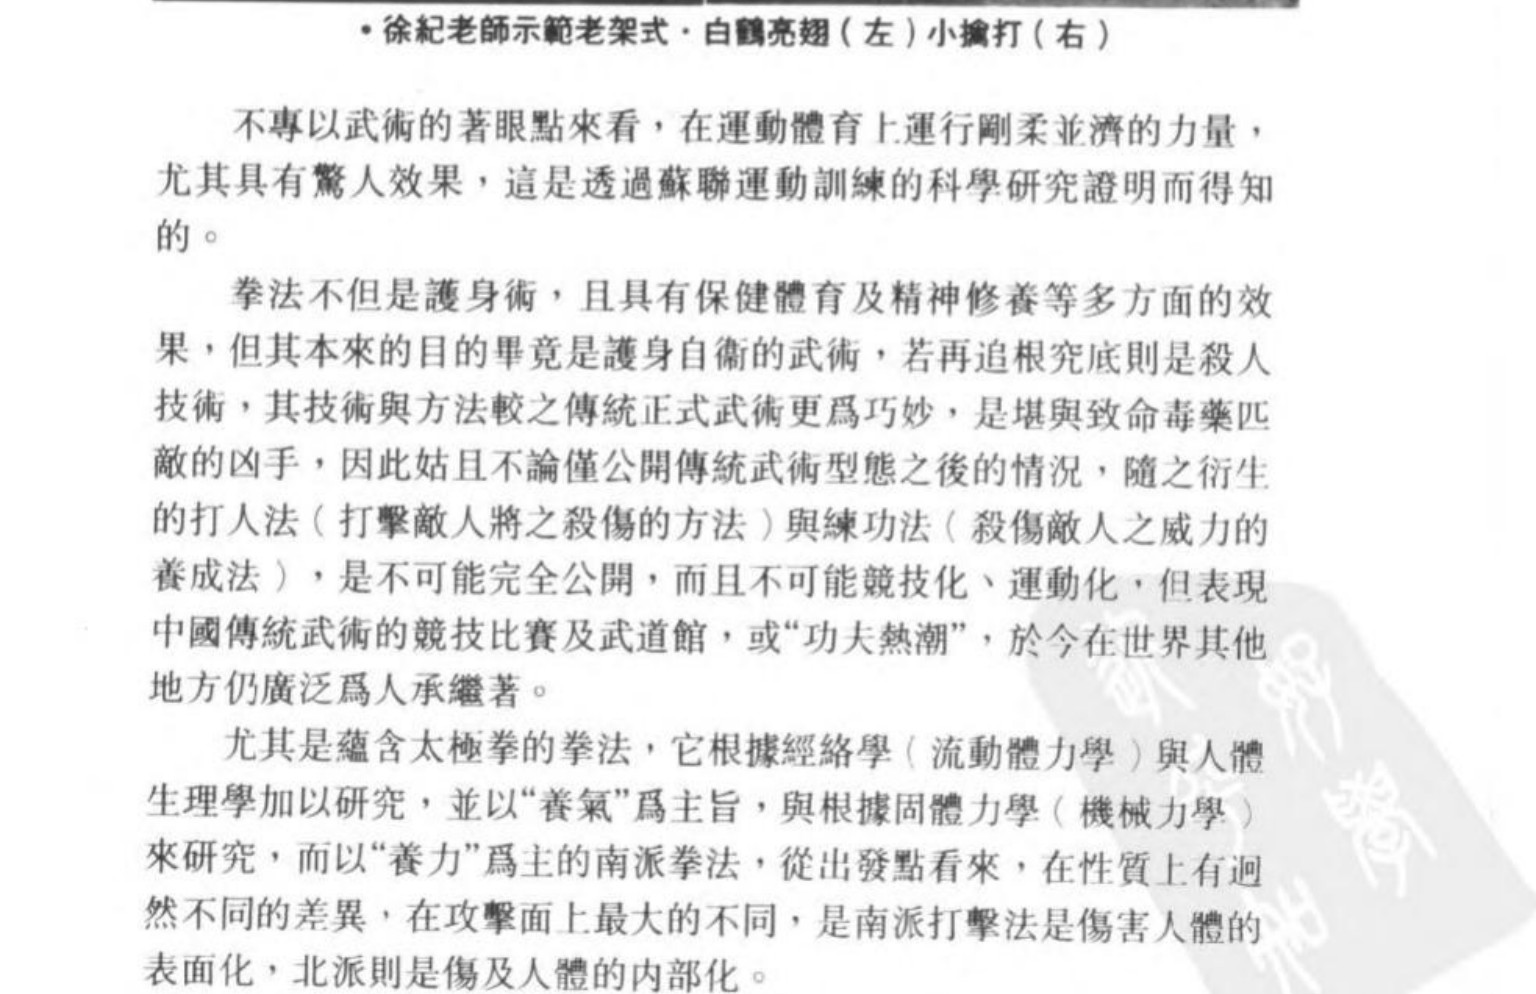 •徐紀老師示範老架式・白鶴亮翅（左）小擒打（右）
不專以武術的著眼點來看，在運動體育上運行剛柔並濟的力量，
尤其具有驚人效果，這是透過蘇聯運動訓練的科學研究證明而得知
的。
拳法不但是護身術，且具有保健體育及精神修養等多方面的效
果，但其本來的目的畢竟是護身自衞的武術，若再追根究底則是殺人
技術，其技術與方法較之傳統正式武術更爲巧妙，是堪與致命毒藥匹
敵的凶手，因此姑且不論僅公開傳統武術型態之後的情況，隨之衍生
的打人法（打擊敵人將之殺傷的方法）與練功法（殺傷敵人之威力的
養成法），是不可能完全公開，而且不可能競技化、運動化，但表現
中國傳統武術的競技比賽及武道館，或“功夫熱潮”，於今在世界其他
地方仍廣泛爲人承繼著。
尤其是蘊含太極拳的拳法，它根據經絡學（流動體力學）與人體
生理學加以研究，並以“養氣”爲主旨，與根據固體力學（機械力學）
來研究，而以“養力”爲主的南派拳法，從出發點看來，在性質上有迥
然不同的差異，在攻擊面上最大的不同，是南派打擊法是傷害人體的
表面化，北派則是傷及人體的内部化。